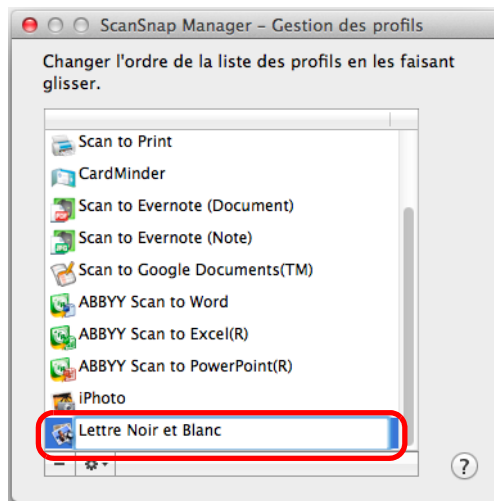 ScanSnap Manager – Gestion des profils
Changer l'ordre de la liste des profils en les faisant
glisser.
Scan to Print
CardMinder
Scan to Evernote (Document)
Scan to Evernote (Note)
Scan to Google Documents(TM)
ABBYY Scan to Word
ABBYY Scan to Excel(R)
ABBYY Scan to PowerPoint(R)
iPhoto
Lettre Noir et Blanc
?